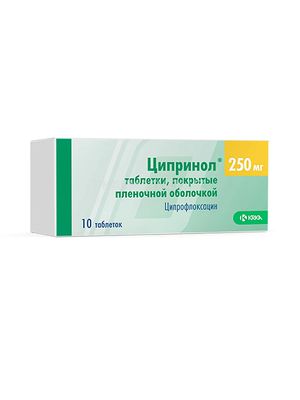 Ципринол® 250 мг
таблетки, покрытые
пленочной оболочкой
Ципрофлоксацин
10 таблеток
KRKA